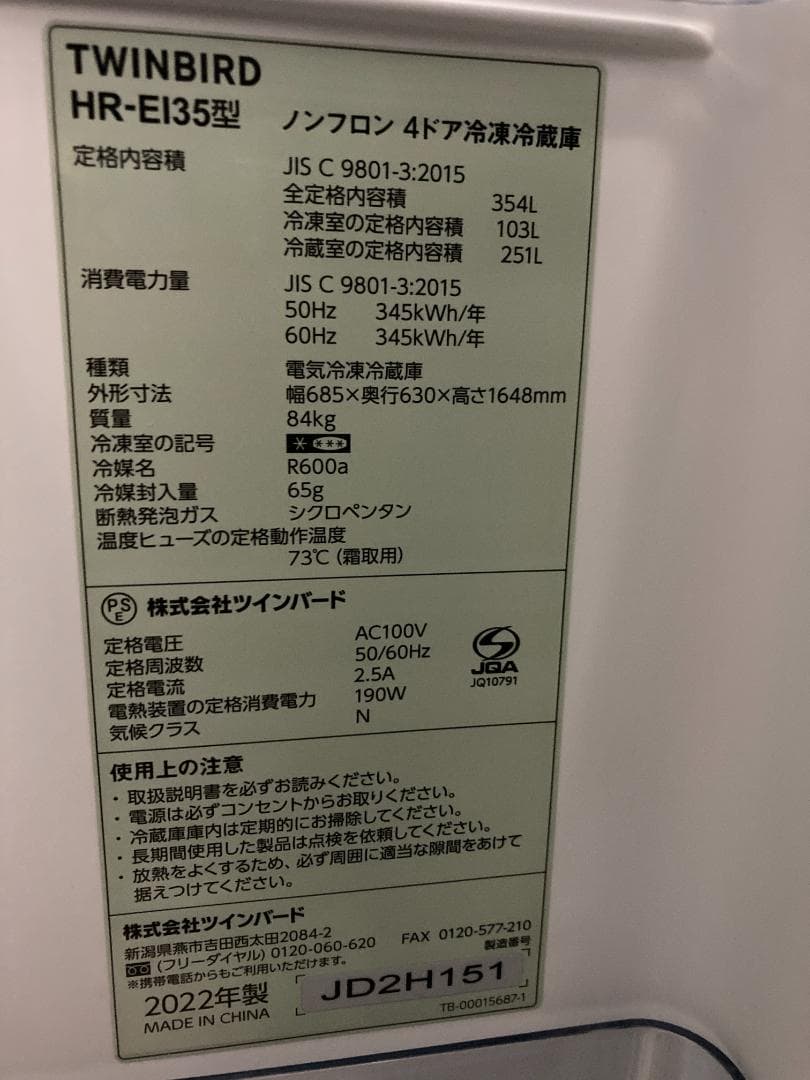 TWINBIRD
HR-EI35型 ノンフロン 4ドア冷凍冷蔵庫
定格内容積 JIS C 9801-3:2015
全定格内容積 354L
冷凍室の定格内容積 103L
冷蔵室の定格内容積 251L
消費電力量 JIS C 9801-3:2015
50Hz 345kWh/年
60Hz 345kWh/年
種類 電気冷凍冷蔵庫
外形寸法 幅685×奥行630×高さ1648mm
質量 84kg
冷凍室の記号 * ***
冷媒名 R600a
冷媒封入量 65g
断熱発泡ガス シクロペンタン
温度ヒューズの定格動作温度
73℃(霜取用)
PSE 株式会社ツインバード
定格電圧 AC100V
定格周波数 50/60Hz
定格電流 2.5A
電熱装置の定格消費電力 190W
気候クラス N
JQA
JQ10791
使用上の注意
・取扱説明書を必ずお読みください。
・電源は必ずコンセントからお取りください。
・冷蔵庫庫内は定期的にお掃除してください。
・長期間使用した製品は点検を依頼してください。
・放熱をよくするため、必ず周囲に適当な隙間をあけて
据えつけてください。
株式会社ツインバード
新潟県燕市吉田西太田2084-2
(フリーダイヤル) 0120-060-620 FAX 0120-577-210
※携帯電話からもご利用いただけます。
製造番号
2022年製 JD2H151
MADE IN CHINA
TB-00015687-1